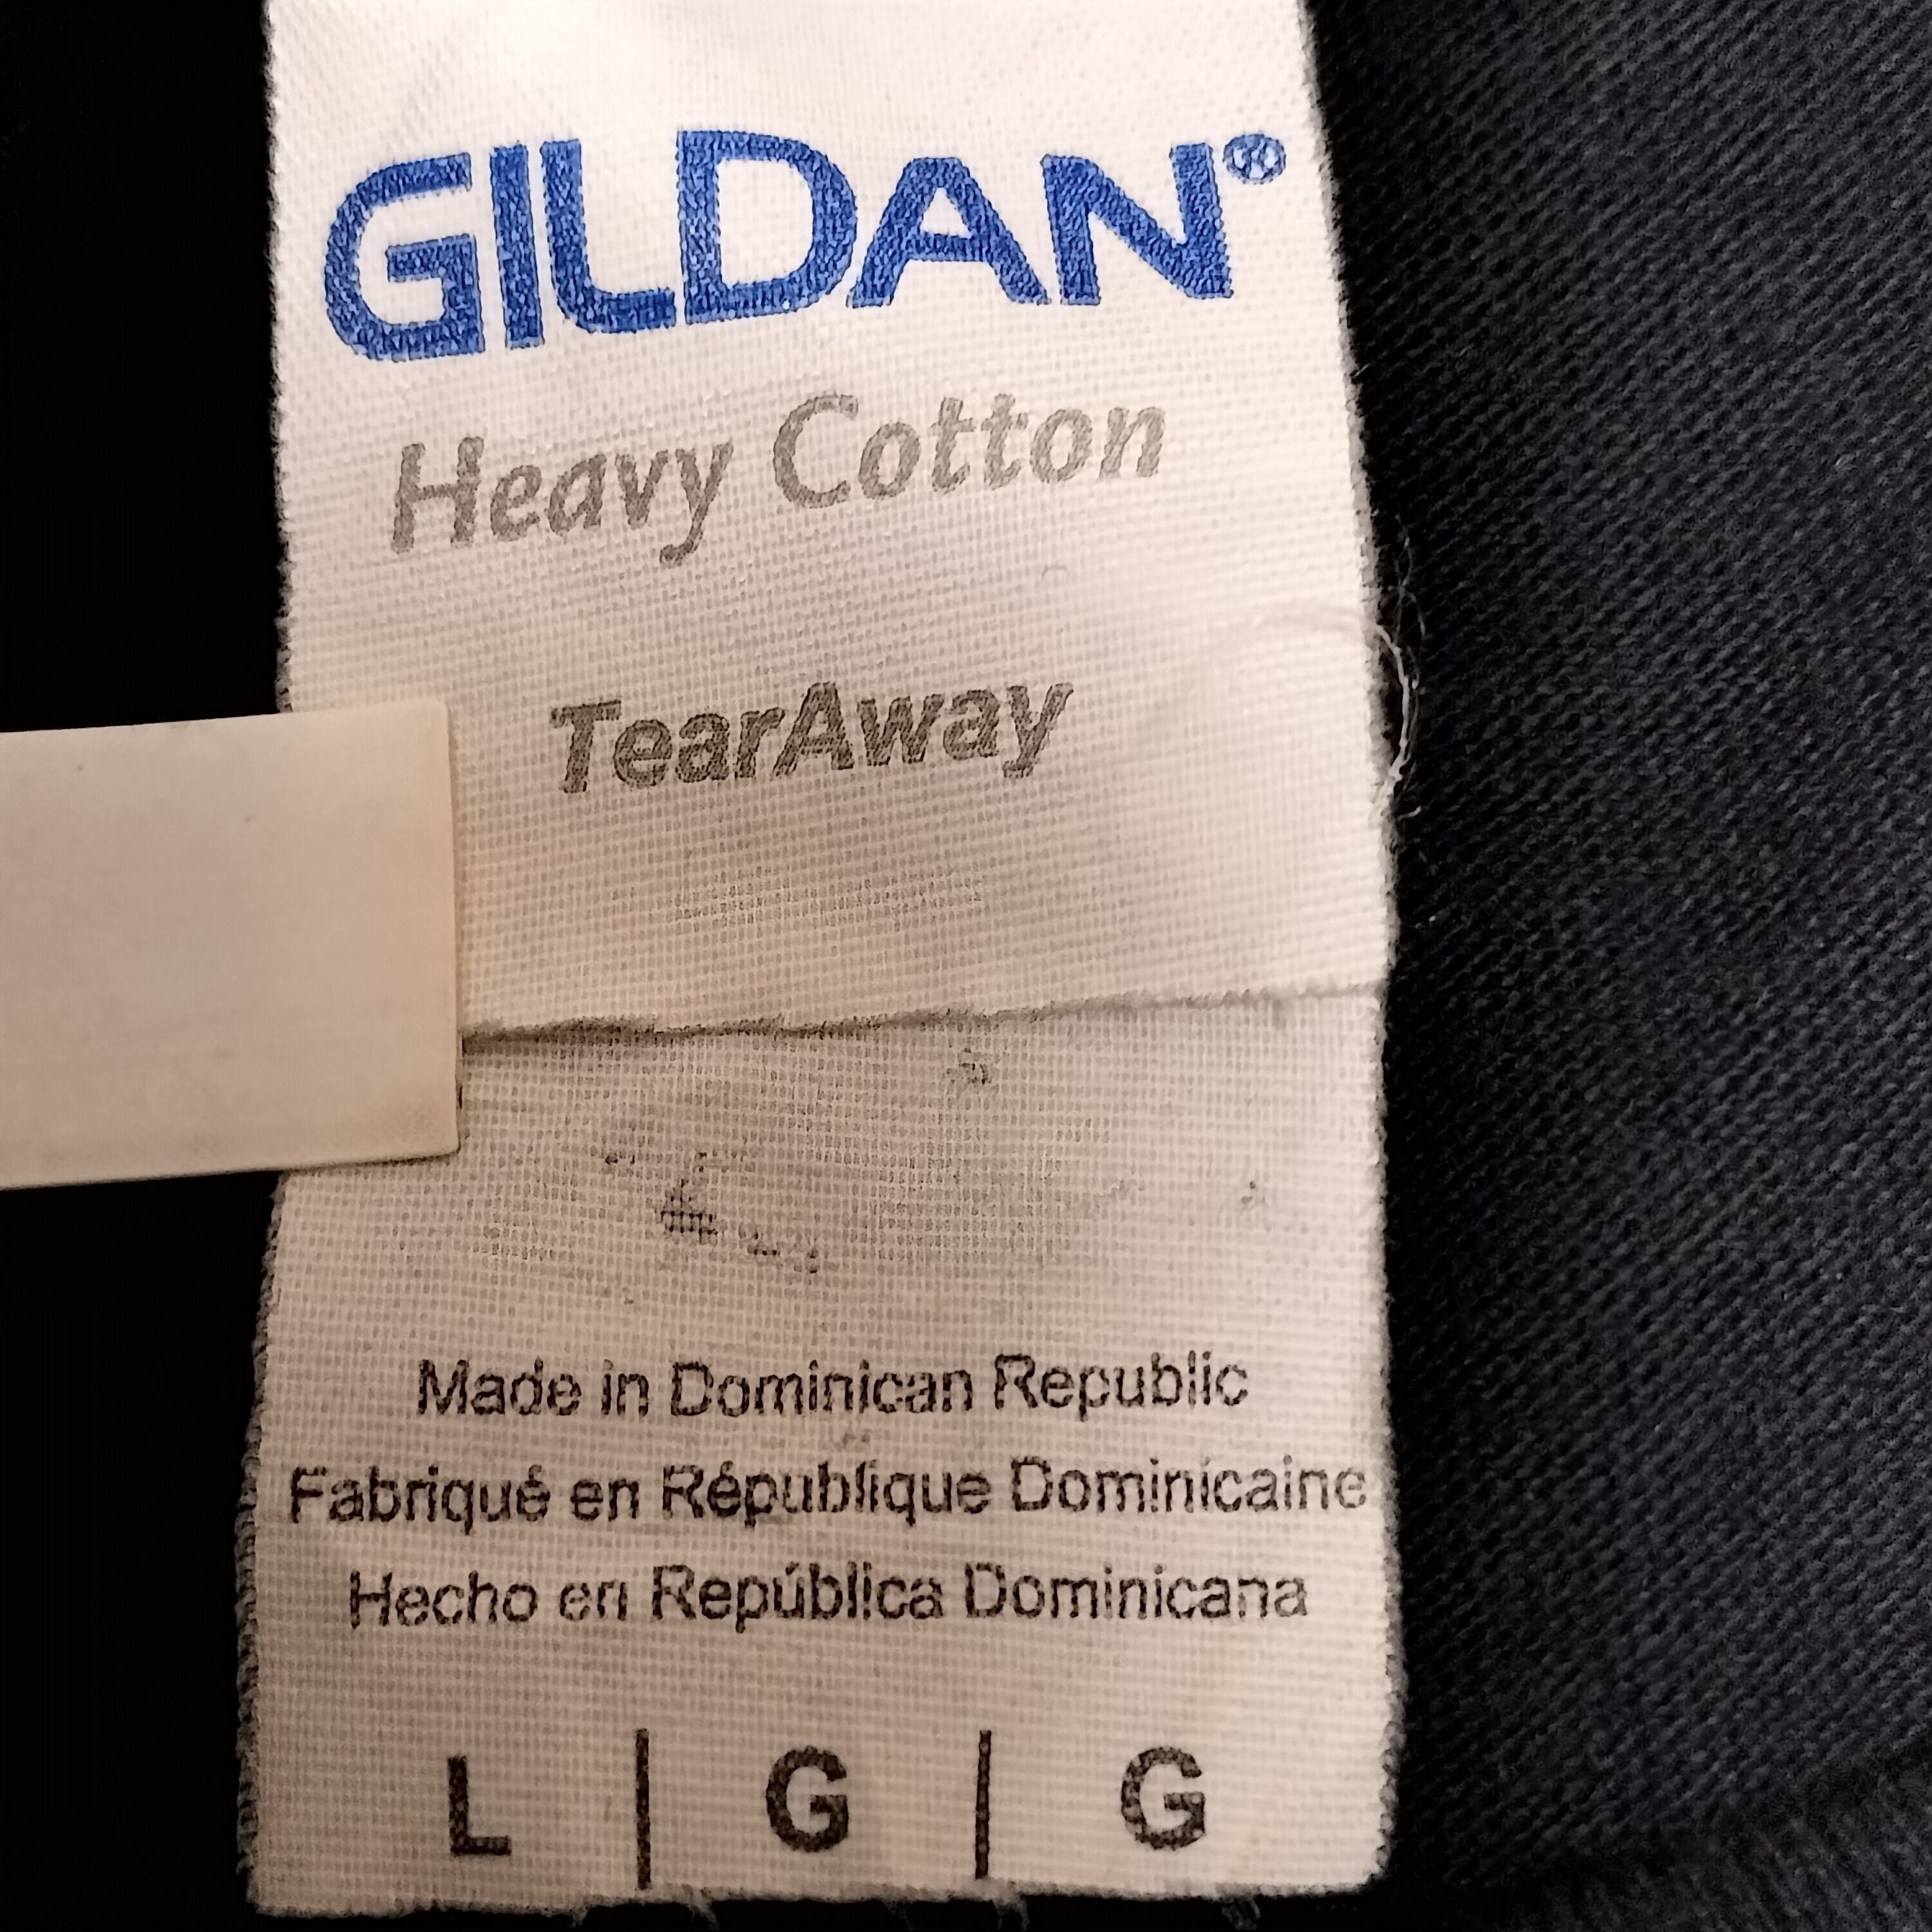 GILDAN®
Heavy Cotton
TearAway
Made in Dominican Republic
Fabriqué en République Dominicaine
Hecho en República Dominicana
L | G | G